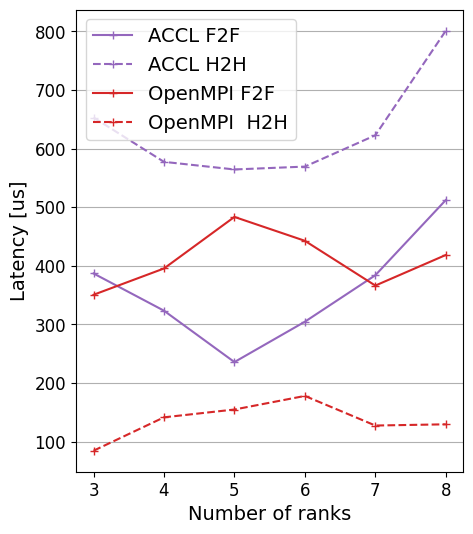 800
700
600
500
400
300
200
100
Latency [us]
ACCL F2F
ACCL H2H
OpenMPI F2F
OpenMPI  H2H
3 4 5 6 7 8
Number of ranks